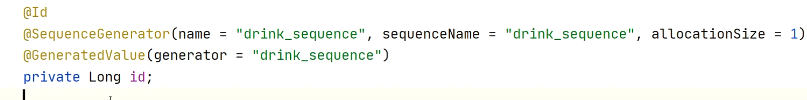 @Id
@SequenceGenerator(name = "drink_sequence", sequenceName = "drink_sequence", allocationSize = 1)
@GeneratedValue(generator = "drink_sequence")
private Long id;